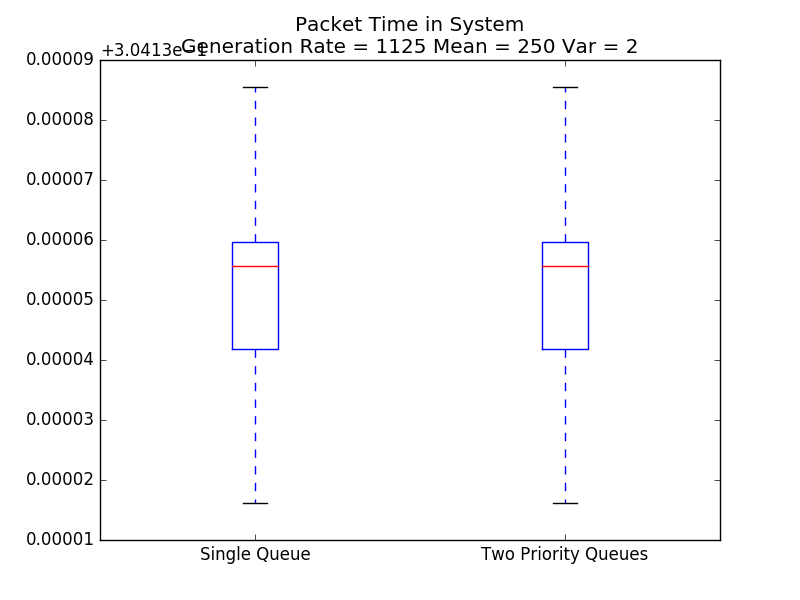 Packet Time in System
Generation Rate = 1125 Mean = 250 Var = 2
+3.0413e−1
0.00009
0.00008
0.00007
0.00006
0.00005
0.00004
0.00003
0.00002
0.00001
Single Queue
Two Priority Queues